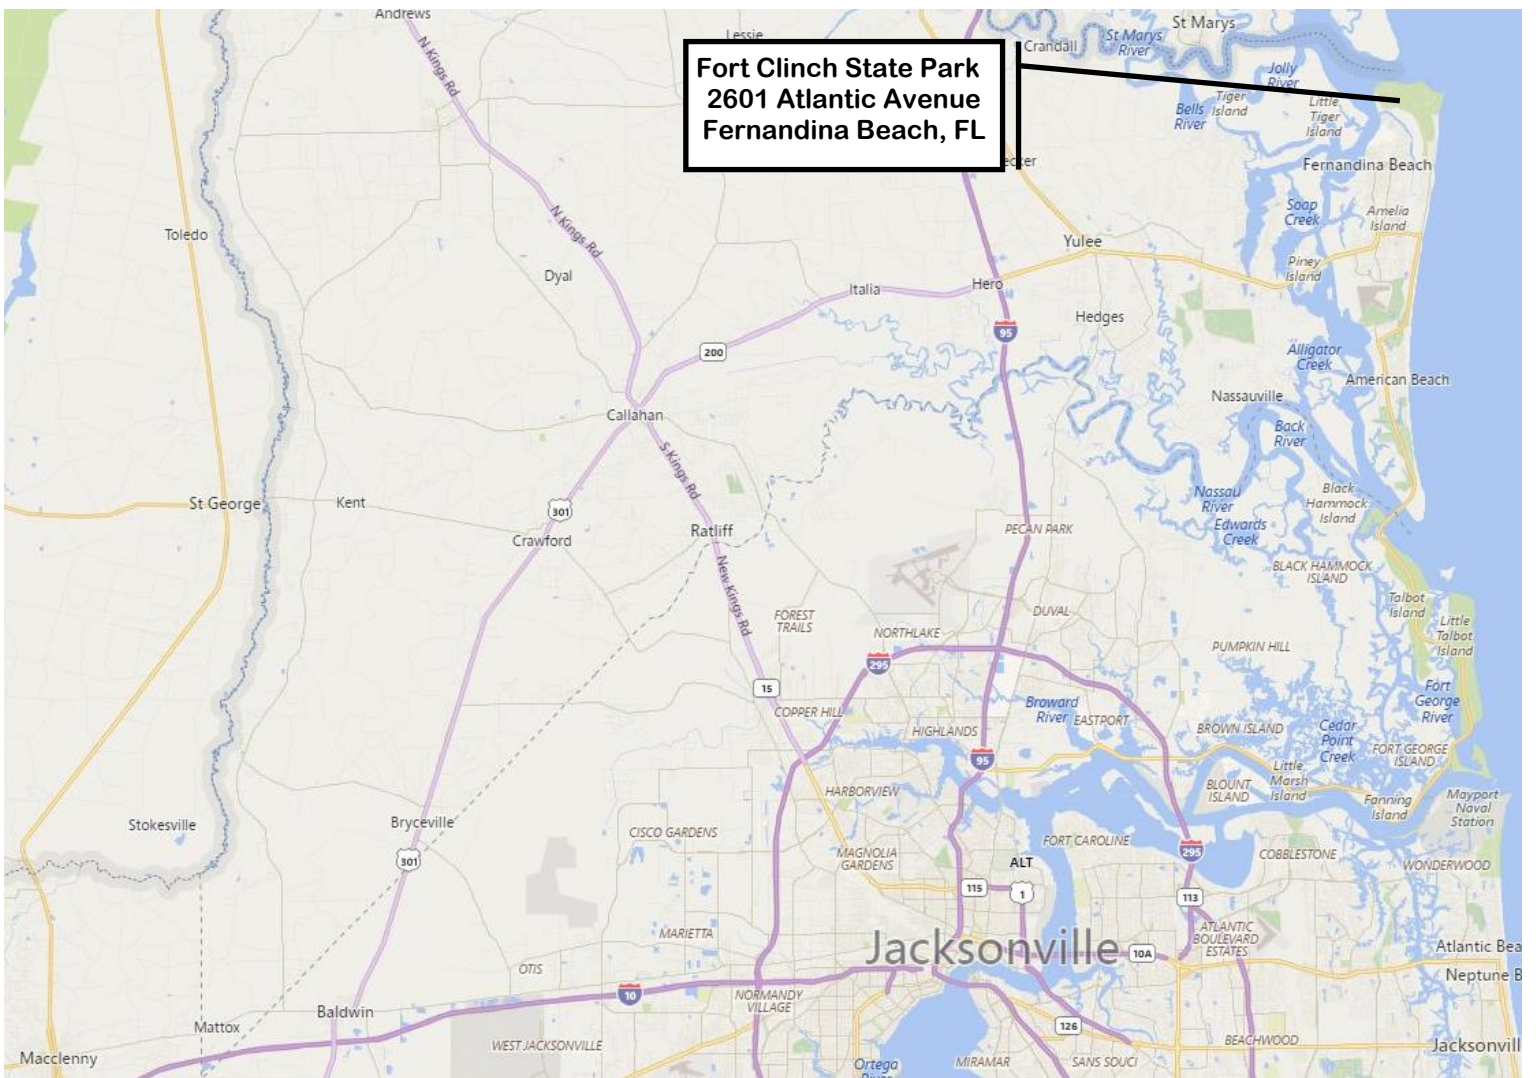 Andrews
Lessie
St Marys
Crandall
St Marys
River
N Kings Rd
Fort Clinch State Park
2601 Atlantic Avenue
Fernandina Beach, FL
Jolly
River
Tiger
Island
Bells
River
Little
Tiger
Island
ecker
Fernandina Beach
N Kings Rd
Soap
Creek
Amelia
Island
Toledo
Yulee
Piney
Island
Dyal
Italia
Hero
Hedges
95
200
Alligator
Creek
American Beach
Nassauville
Callahan
Back
River
S Kings Rd
St George
Kent
301
Nassau
River
Black
Hammock
Island
Crawford
Ratliff
PECAN PARK
Edwards
Creek
New Kings Rd
BLACK HAMMOCK
ISLAND
Talbot
Island
FOREST
TRAILS
NORTHLAKE
DUVAL
Little
Talbot
Island
295
PUMPKIN HILL
15
COPPER HILL
Broward
River
EASTPORT
Fort
George
River
HIGHLANDS
BROWN ISLAND
Cedar
Point
Creek
FORT GEORGE
ISLAND
95
Little
Marsh
Island
BLOUNT
ISLAND
HARBORVIEW
Fanning
Island
Mayport
Naval
Station
Stokesville
Bryceville
CISCO GARDENS
FORT CAROLINE
301
MAGNOLIA
GARDENS
ALT
295
COBBLESTONE
WONDERWOOD
115
1
113
MARIETTA
Jacksonville
10A
ATLANTIC
BOULEVARD
ESTATES
Atlantic Bea
OTIS
Neptune B
10
NORMANDY
VILLAGE
Baldwin
Mattox
126
WEST JACKSONVILLE
BEACHWOOD
Jacksonvill
Macclenny
Ortega
River
MIRAMAR
SANS SOUCI